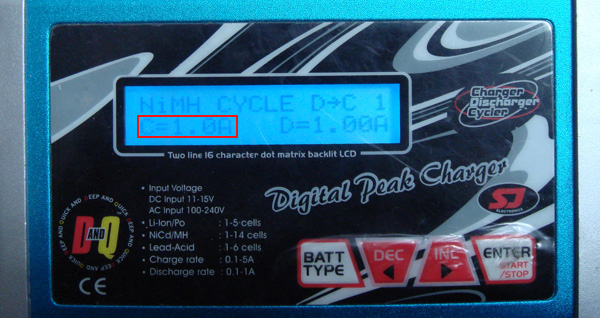 NiMH CYCLE D→C 1
C=1.0A D=1.00A
Two line 16 character dot matrix backlit LCD
Charger
Discharger
Cycler
Digital Peak Charger
SJ
ELECTRONICS
D AND Q
DEEP AND QUICK
• Input Voltage
DC Input 11-15V
AC Input 100-240V
• Li-Ion/Po : 1-5 cells
• NiCd/MH : 1-14 cells
• Lead-Acid : 1-6 cells
• Charge rate : 0.1-5A
• Discharge rate : 0.1-1A
CE
BATT
TYPE
DEC
INC
ENTER
START
/STOP